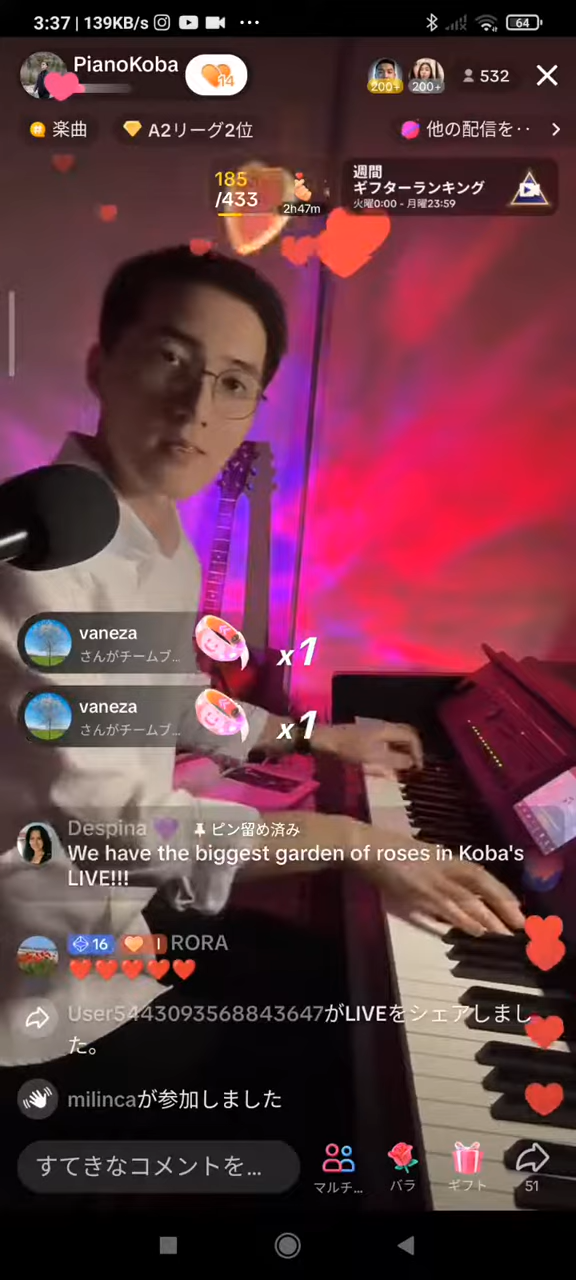 3:37 | 139KB/s
64
PianoKoba
14
200+
200+
532
楽曲
A2リーグ2位
他の配信を‥
185
/433
2h47m
週間
ギフターランキング
火曜0:00 - 月曜23:59
vaneza
さんがチームブ...
x1
vaneza
さんがチームブ...
x1
Despina
ピン留め済み
We have the biggest garden of roses in Koba's
LIVE!!!
16
I
RORA
User5443093568843647がLIVEをシェアしまし
た。
milincaが参加しました
すてきなコメントを...
マルチ...
バラ
ギフト
51